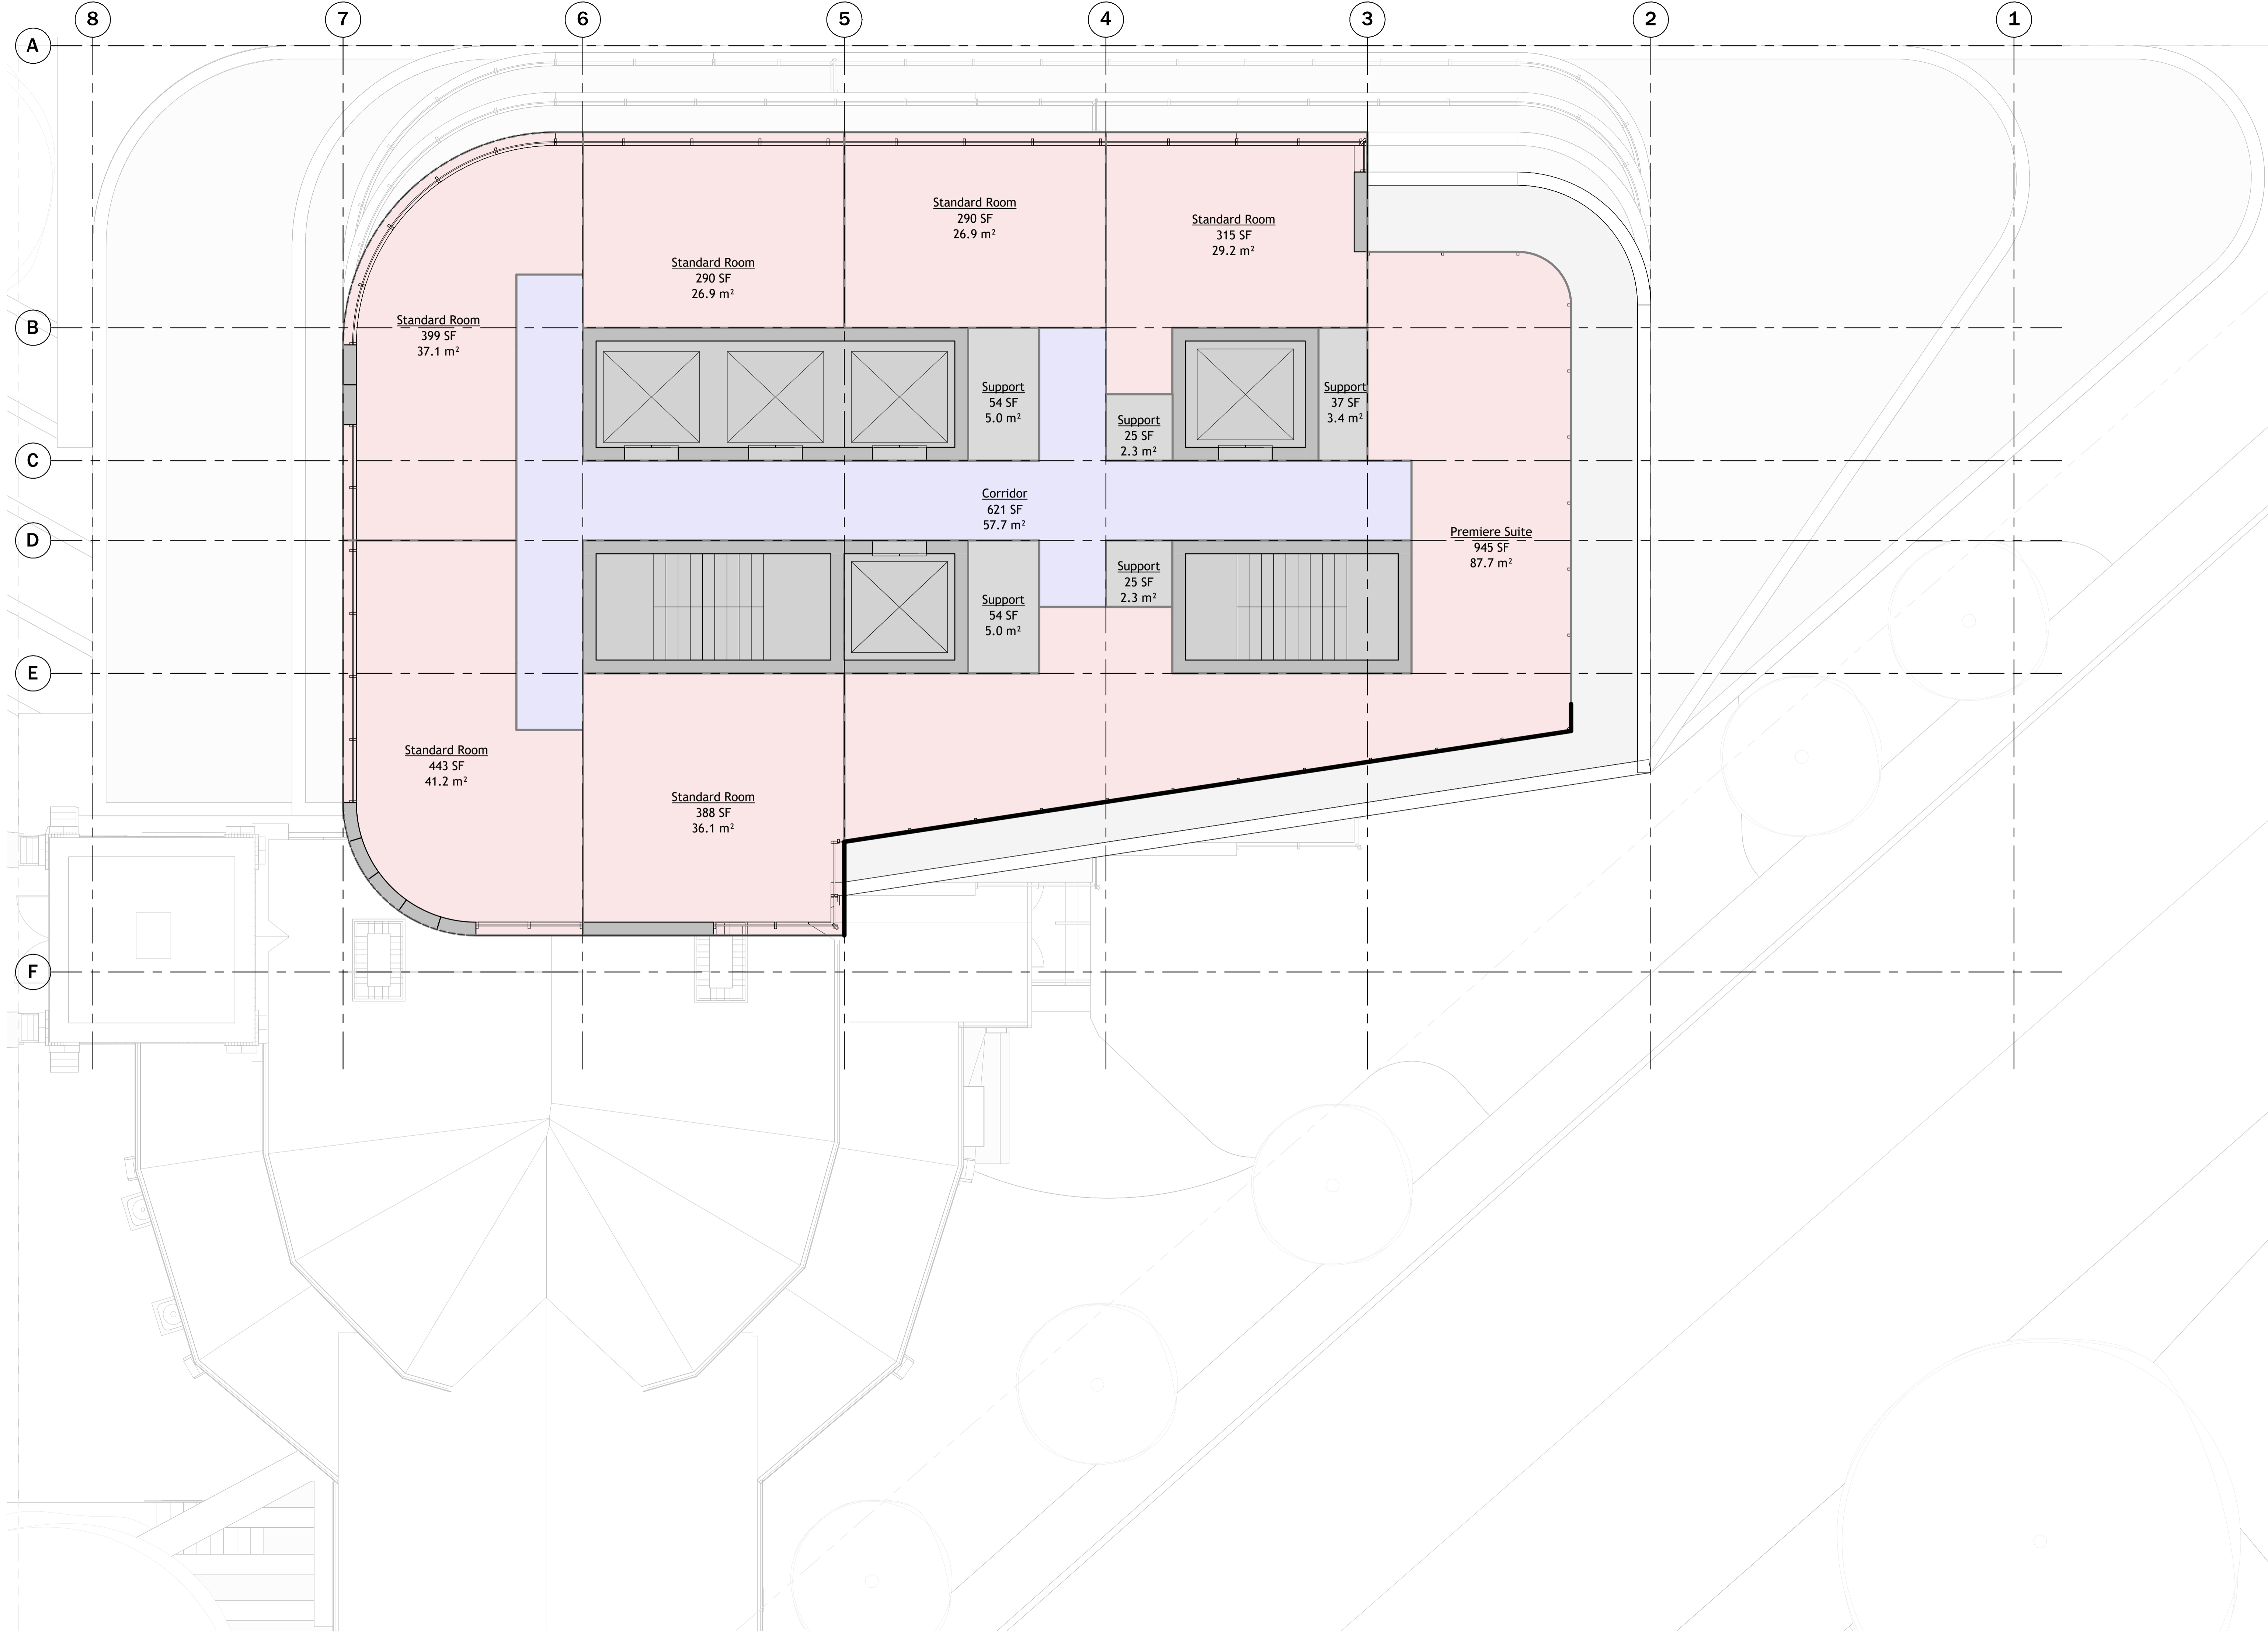 8
7
6
5
4
3
2
1
A
B
C
D
E
F
Standard Room
290 SF
26.9 m²
Standard Room
315 SF
29.2 m²
Standard Room
290 SF
26.9 m²
Standard Room
399 SF
37.1 m²
Support
54 SF
5.0 m²
Support
37 SF
3.4 m²
Support
25 SF
2.3 m²
Corridor
621 SF
57.7 m²
Premiere Suite
945 SF
87.7 m²
Support
25 SF
2.3 m²
Support
54 SF
5.0 m²
Standard Room
443 SF
41.2 m²
Standard Room
388 SF
36.1 m²